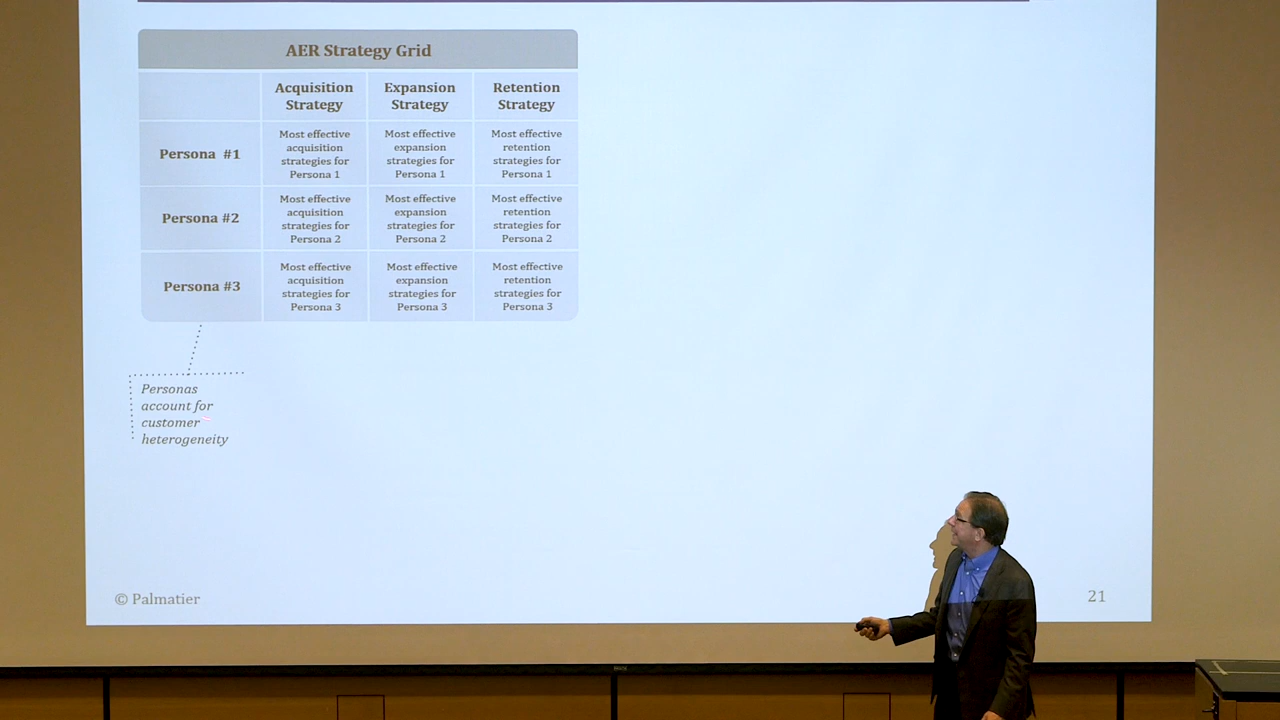 AER Strategy Grid
Acquisition
Strategy
Expansion
Strategy
Retention
Strategy
Persona #1
Most effective
acquisition
strategies for
Persona 1
Most effective
expansion
strategies for
Persona 1
Most effective
retention
strategies for
Persona 1
Persona #2
Most effective
acquisition
strategies for
Persona 2
Most effective
expansion
strategies for
Persona 2
Most effective
retention
strategies for
Persona 2
Persona #3
Most effective
acquisition
strategies for
Persona 3
Most effective
expansion
strategies for
Persona 3
Most effective
retention
strategies for
Persona 3
Personas
account for
customer
heterogeneity
© Palmatier
21